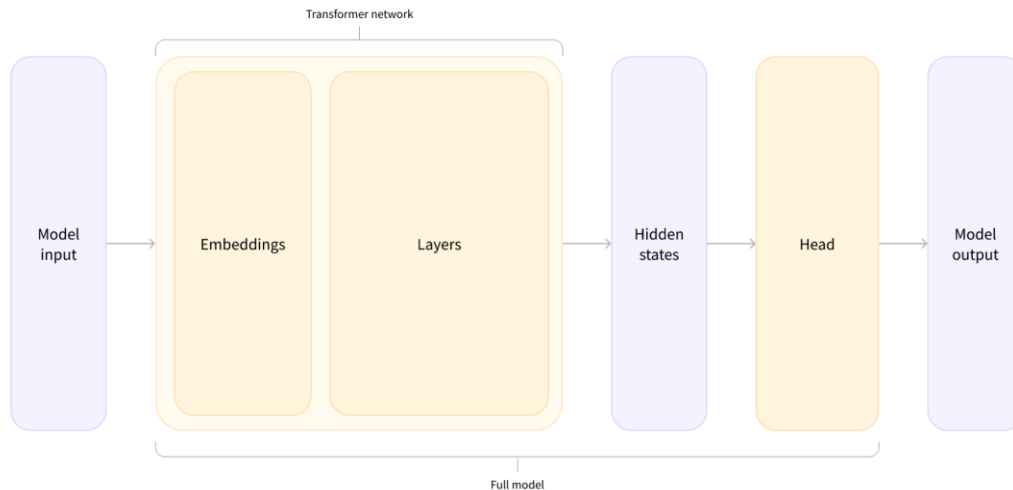 Transformer network
Model
input
Embeddings
Layers
Hidden
states
Head
Model
output
Full model